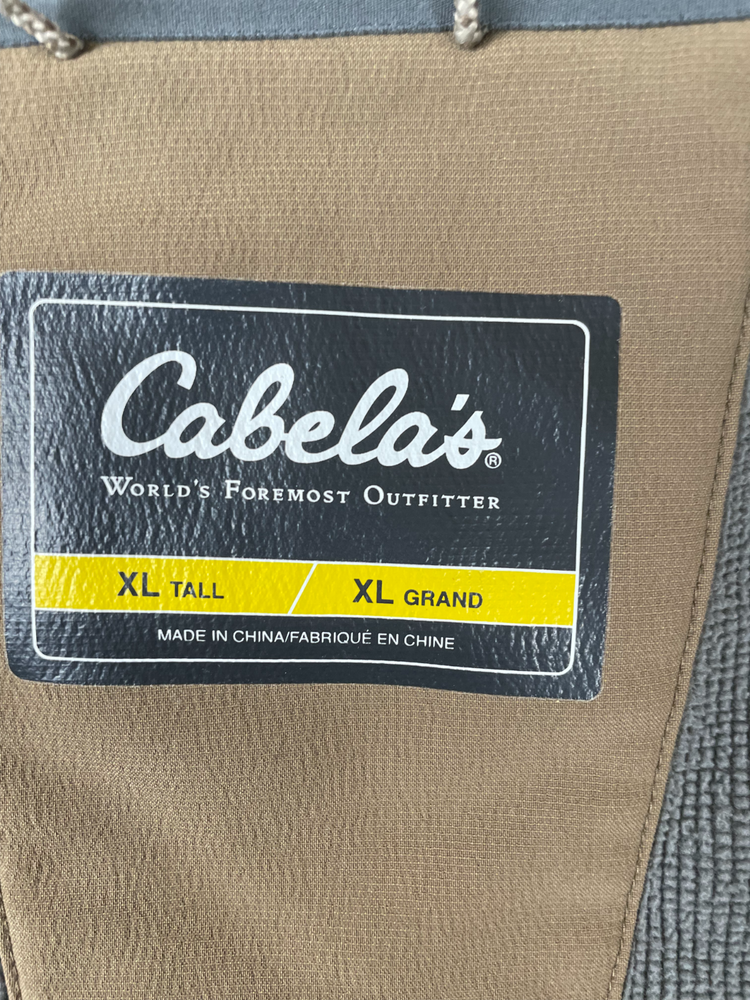 Cabela's®
World's Foremost Outfitter
XL TALL / XL GRAND
MADE IN CHINA/FABRIQUÉ EN CHINE